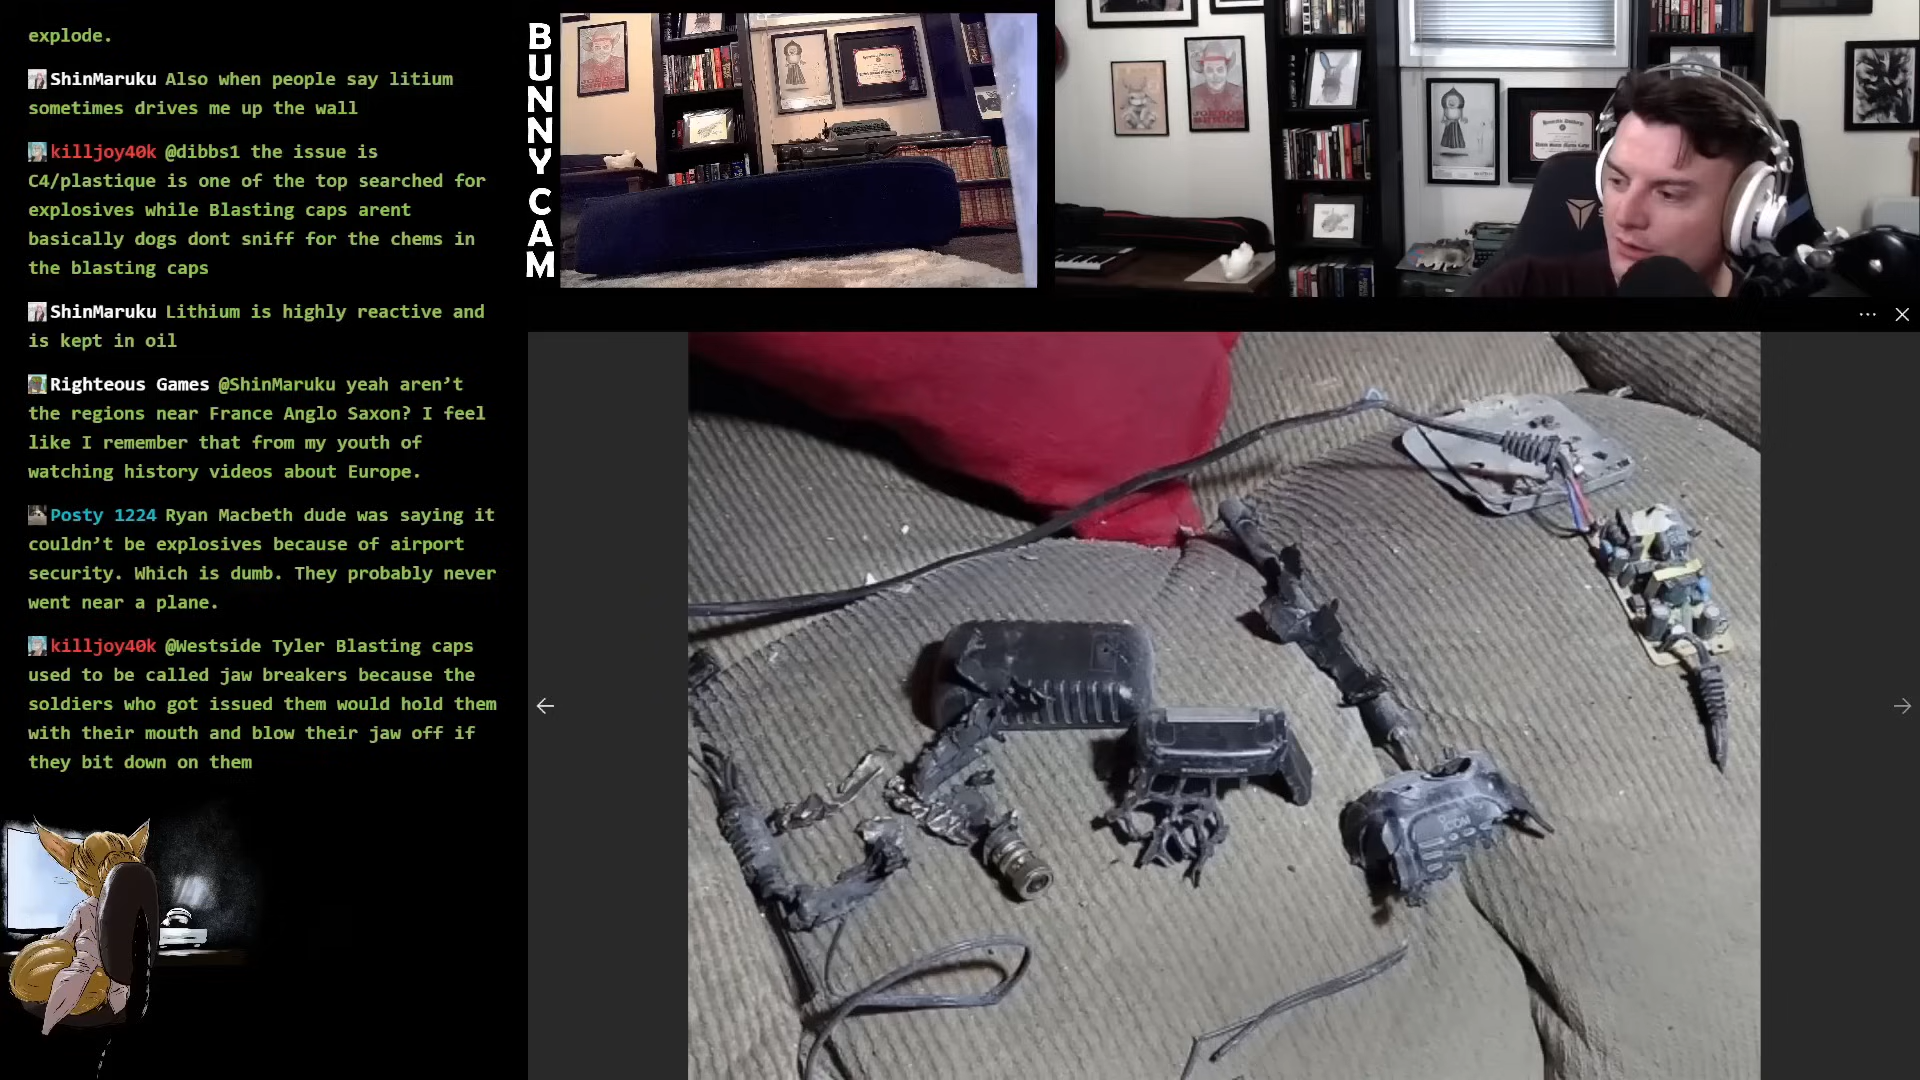 explode.
ShinMaruku Also when people say litium
sometimes drives me up the wall
killjoy40k @dibbs1 the issue is
C4/plastique is one of the top searched for
explosives while Blasting caps arent
basically dogs dont sniff for the chems in
the blasting caps
ShinMaruku Lithium is highly reactive and
is kept in oil
Righteous Games @ShinMaruku yeah aren’t
the regions near France Anglo Saxon? I feel
like I remember that from my youth of
watching history videos about Europe.
Posty 1224 Ryan Macbeth dude was saying it
couldn’t be explosives because of airport
security. Which is dumb. They probably never
went near a plane.
killjoy40k @Westside Tyler Blasting caps
used to be called jaw breakers because the
soldiers who got issued them would hold them
with their mouth and blow their jaw off if
they bit down on them
BUNNY CAM
ICOM